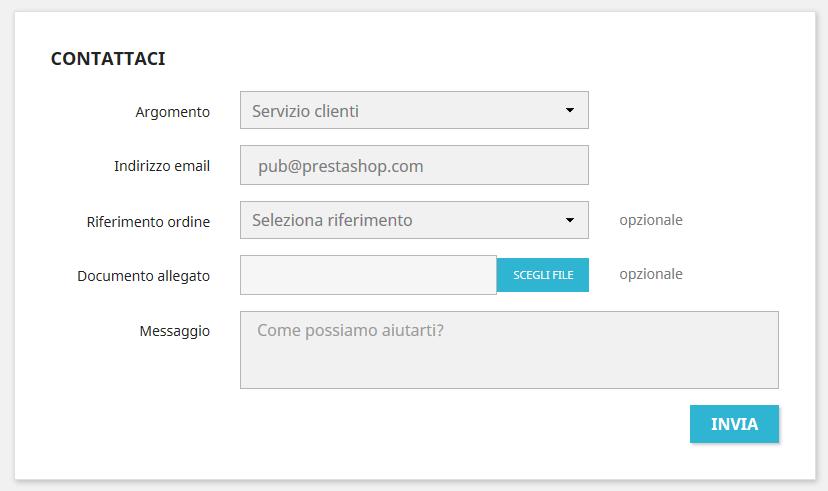 CONTATTACI
Argomento Servizio clienti
Indirizzo email pub@prestashop.com
Riferimento ordine Seleziona riferimento opzionale
Documento allegato SCEGLI FILE opzionale
Messaggio Come possiamo aiutarti?
INVIA